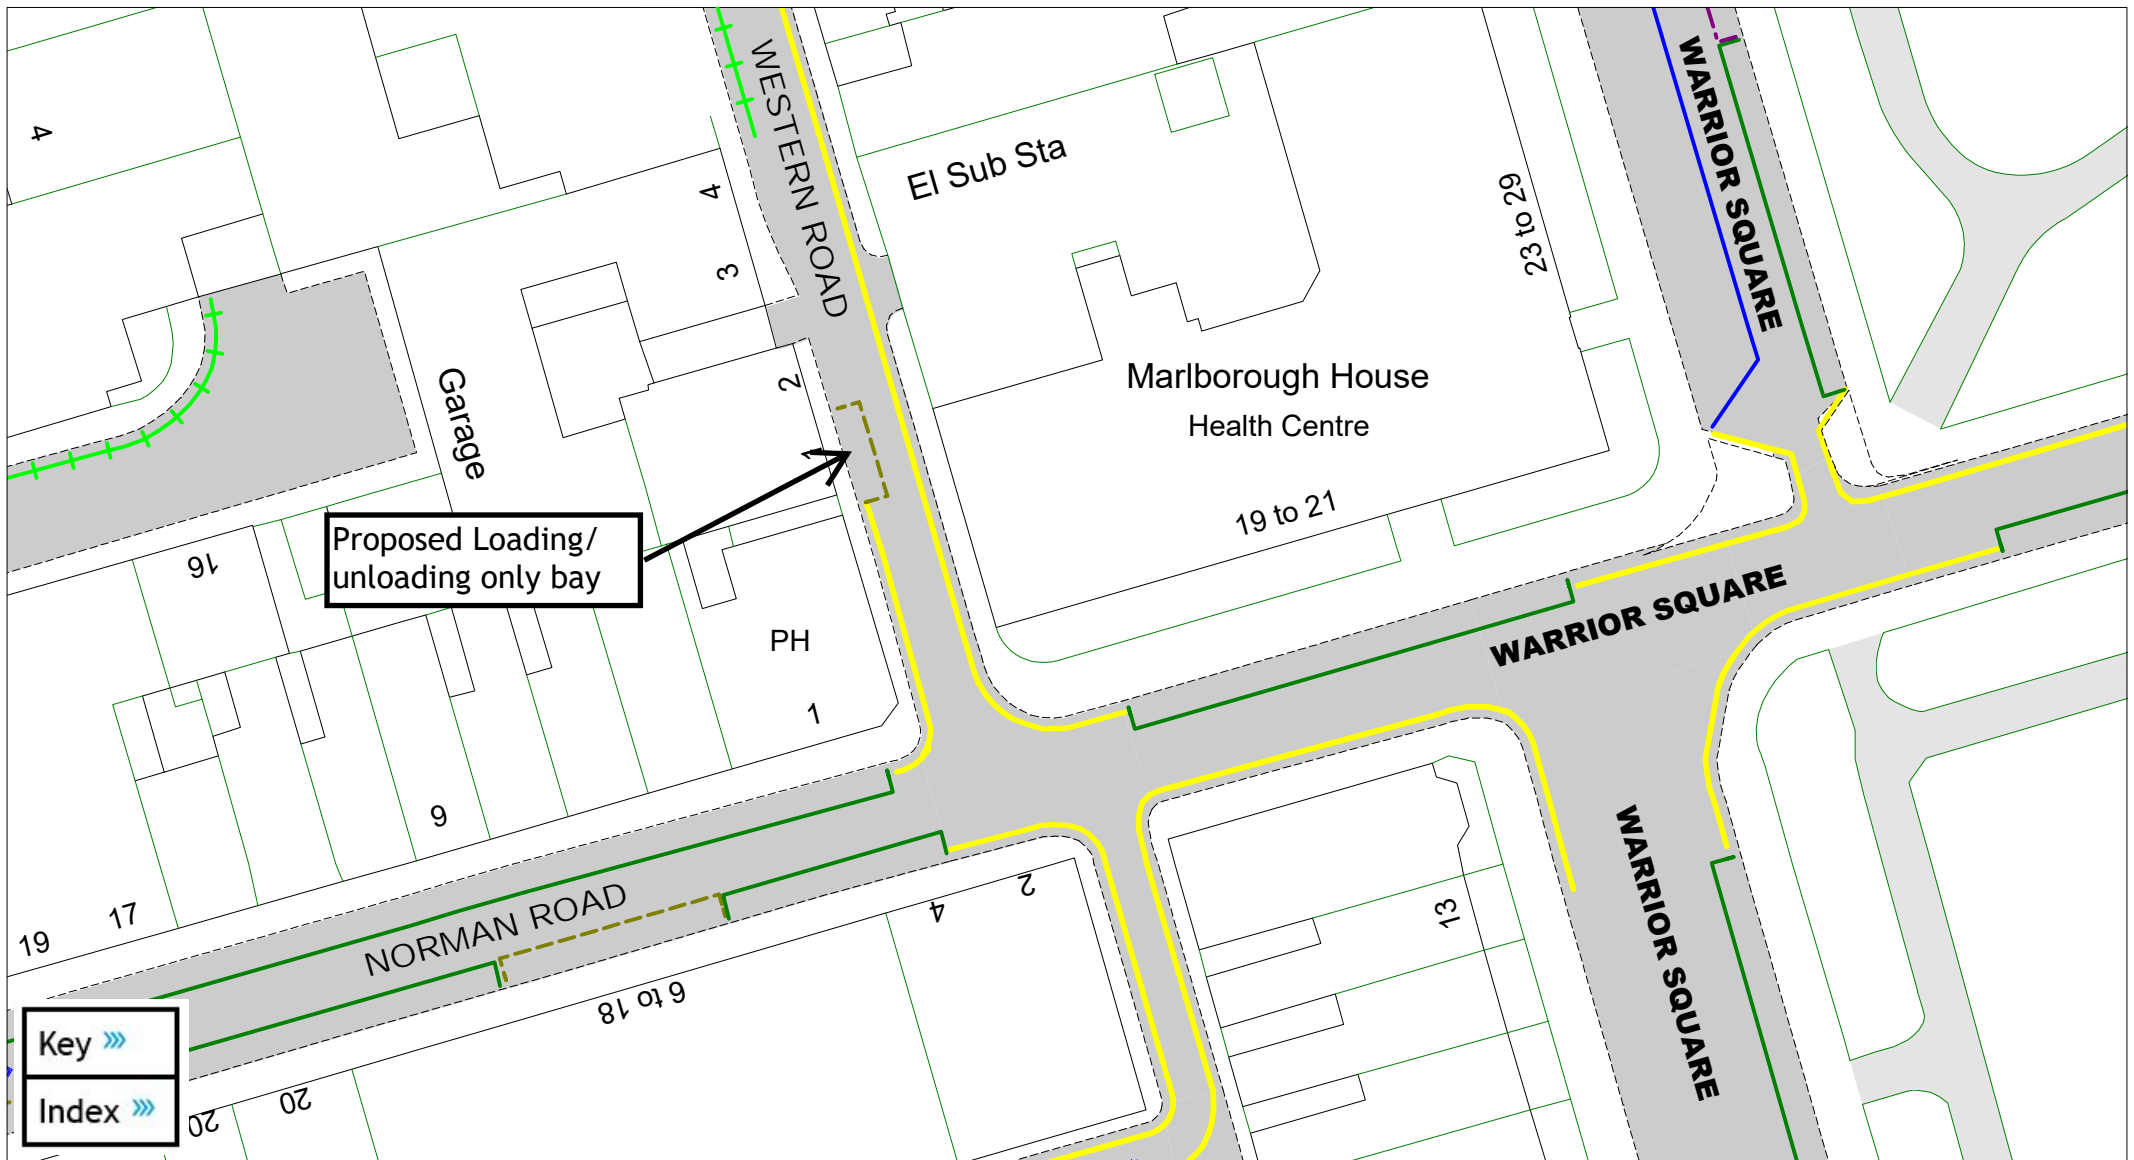 WESTERN ROAD
WARRIOR SQUARE
4
El Sub Sta
4
3
23 to 29
2
Marlborough House
Health Centre
Garage
1
19 to 21
Proposed Loading/
unloading only bay
16
WARRIOR SQUARE
PH
1
9
WARRIOR SQUARE
2
4
13
17
19
NORMAN ROAD
6 to 18
Key
Index
20
20